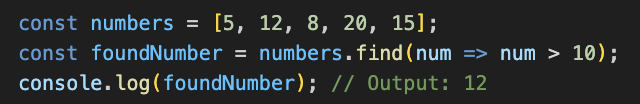 const numbers = [5, 12, 8, 20, 15];
const foundNumber = numbers.find(num => num > 10);
console.log(foundNumber); // Output: 12